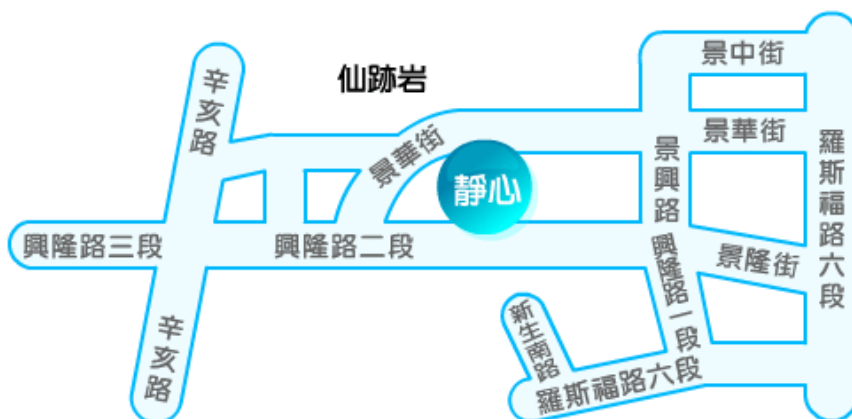 景中街
仙跡岩
辛亥路
景華街
景華街
羅斯福路六段
景興路
靜心
興隆路三段
興隆路二段
興隆路一段
景隆街
新生南路
辛亥路
羅斯福路六段